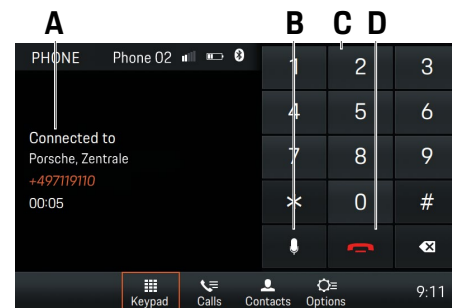 A B C D
PHONE Phone 02
1 2 3
4 5 6
Connected to
Porsche, Zentrale
7 8 9
+497119110
00:05
* 0 #
Keypad Calls Contacts Options 9:11